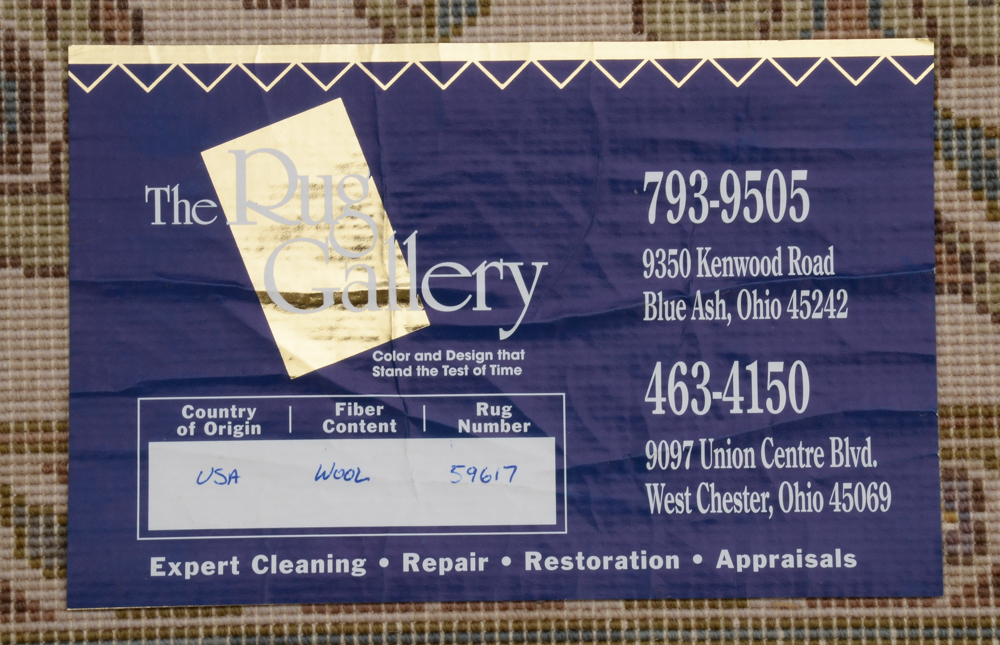 The Rug
Gallery
Color and Design that
Stand the Test of Time
Country
of Origin
Fiber
Content
Rug
Number
USA
WOOL
59617
793-9505
9350 Kenwood Road
Blue Ash, Ohio 45242
463-4150
9097 Union Centre Blvd.
West Chester, Ohio 45069
Expert Cleaning • Repair • Restoration • Appraisals